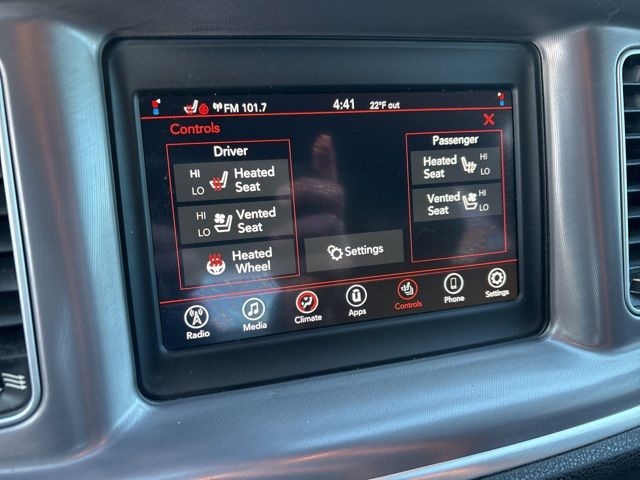 FM 101.7 4:41 22°F out
Controls
Driver
HI
LO
Heated
Seat
HI
LO
Vented
Seat
Heated
Wheel
Settings
Passenger
Heated
Seat
HI
LO
Vented
Seat
HI
LO
Radio Media Climate Apps Controls Phone Settings